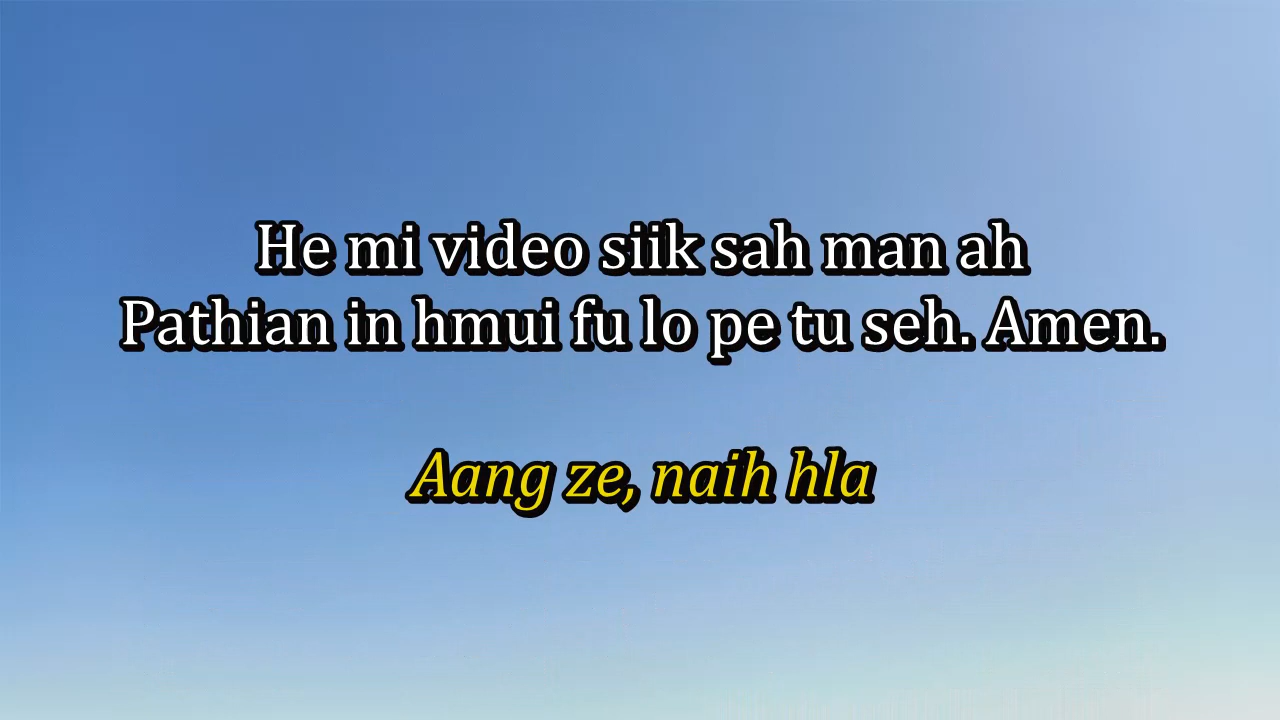 He mi video siik sah man ah
Pathian in hmui fu lo pe tu seh. Amen.
Aang ze, naih hla